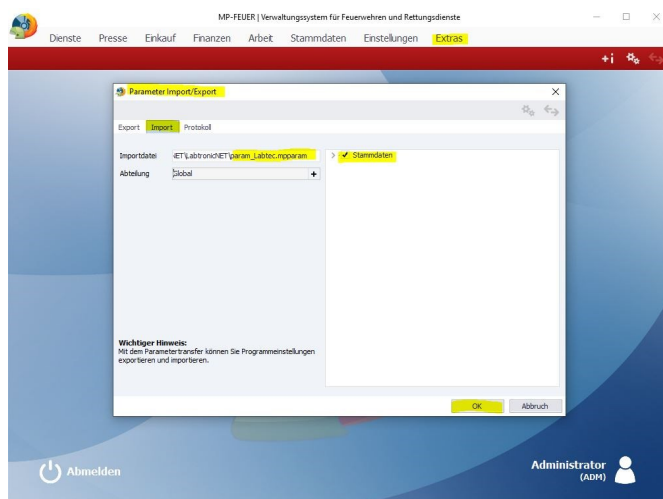 MP-FEUER | Verwaltungssystem für Feuerwehren und Rettungsdienste
Dienste Presse Einkauf Finanzen Arbeit Stammdaten Einstellungen Extras
Parameter Import/Export
Export Import Protokoll
Importdatei \ET\LabtronicNET\param_Labtec.mpparam
Stammdaten
Abteilung Global
Wichtiger Hinweis:
Mit dem Parametertransfer können Sie Programmeinstellungen
exportieren und importieren.
OK Abbruch
Abmelden
Administrator
(ADM)